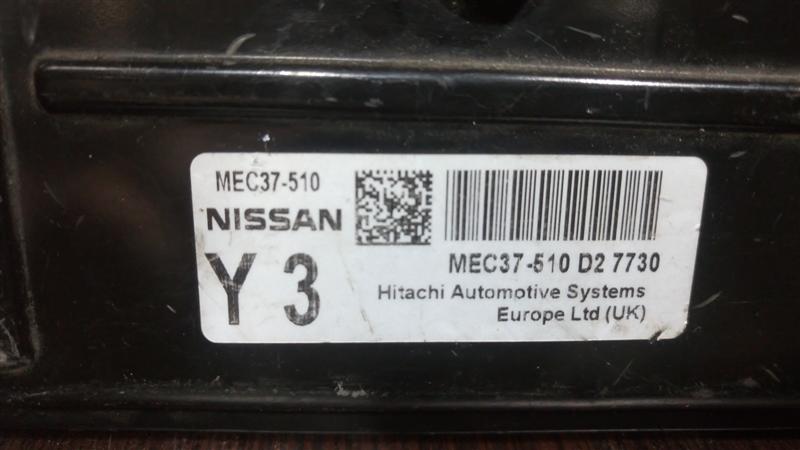 MEC37-510
NISSAN
Y 3
MEC37-510 D2 7730
Hitachi Automotive Systems
Europe Ltd (UK)